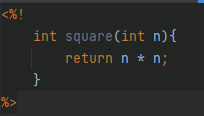 <%!
    int square(int n){
        return n * n;
    }
%>